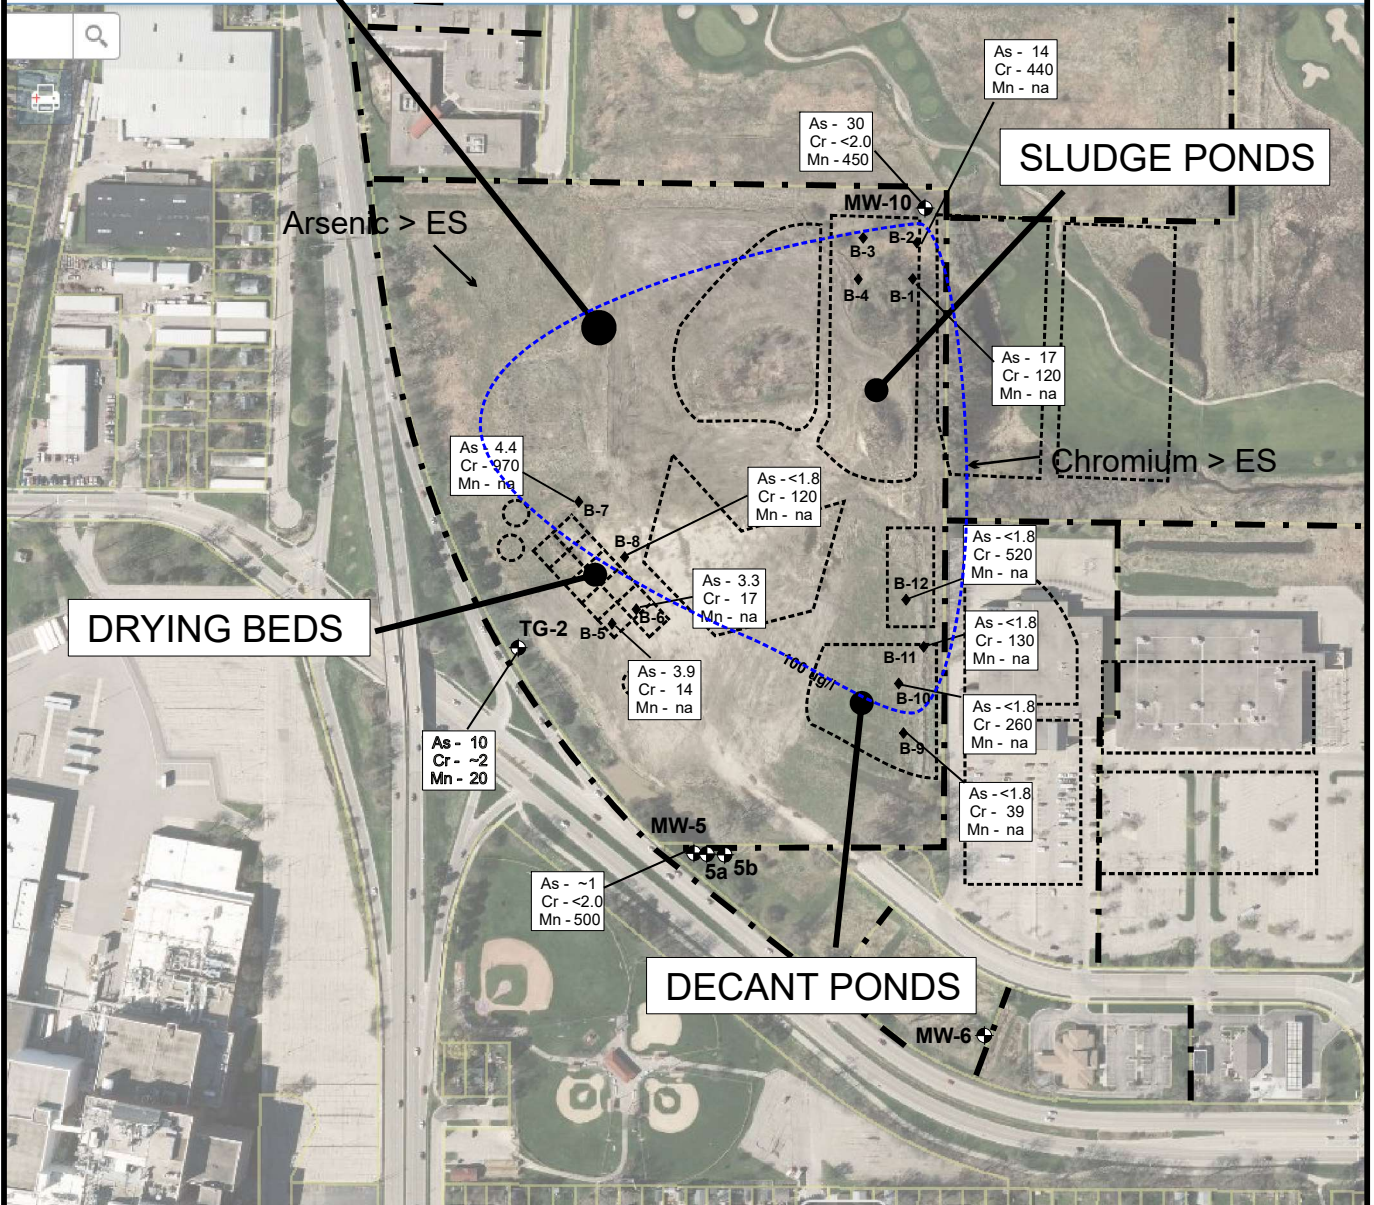 As - 14
Cr - 440
Mn - na
As - 30
Cr - <2.0
Mn - 450
SLUDGE PONDS
MW-10
Arsenic > ES
B-2
B-3
B-4
B-1
As - 17
Cr - 120
Mn - na
As - 4.4
Cr - 970
Mn - na
Chromium > ES
As - <1.8
Cr - 120
Mn - na
B-7
B-8
As - <1.8
Cr - 520
Mn - na
B-12
As - 3.3
Cr - 17
Mn - na
DRYING BEDS
TG-2
B-5
B-6
As - <1.8
Cr - 130
Mn - na
B-11
100 ug/l
As - 3.9
Cr - 14
Mn - na
B-10
As - <1.8
Cr - 260
Mn - na
As - 10
Cr - ~2
Mn - 20
B-9
As - <1.8
Cr - 39
Mn - na
MW-5
5a
5b
As - ~1
Cr - <2.0
Mn - 500
DECANT PONDS
MW-6